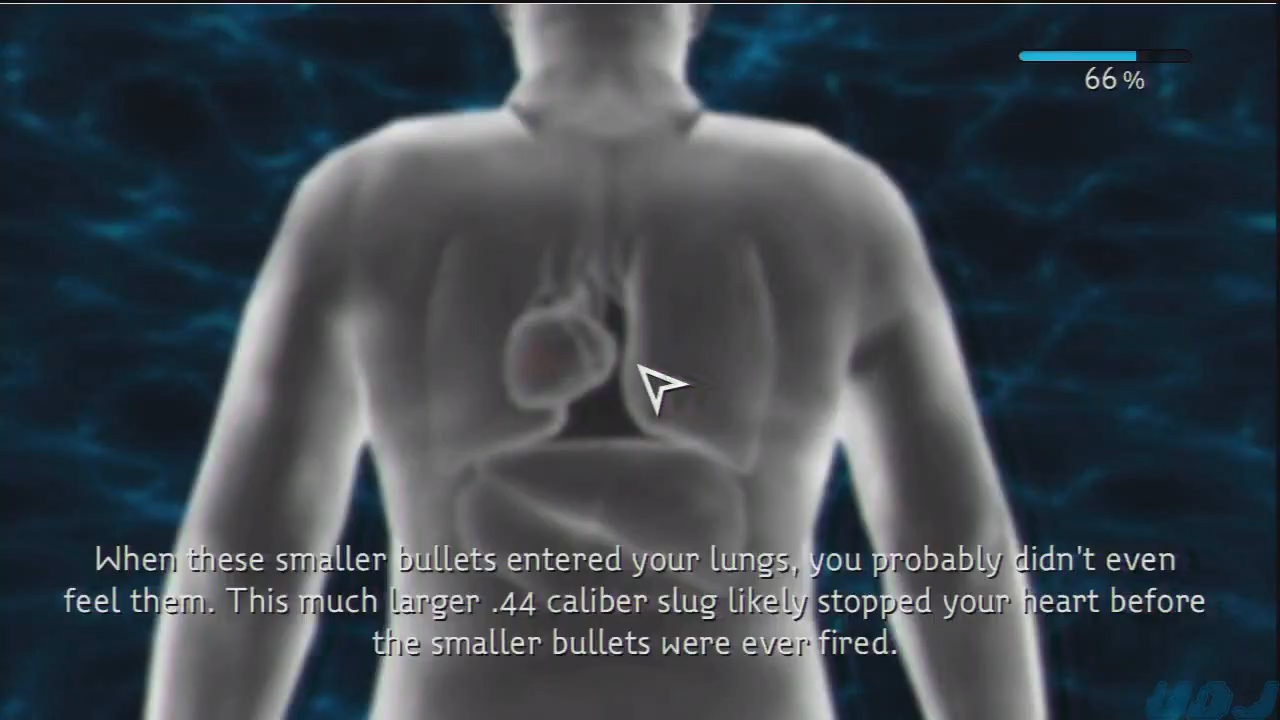 66 %
When these smaller bullets entered your lungs, you probably didn't even
feel them. This much larger .44 caliber slug likely stopped your heart before
the smaller bullets were ever fired.